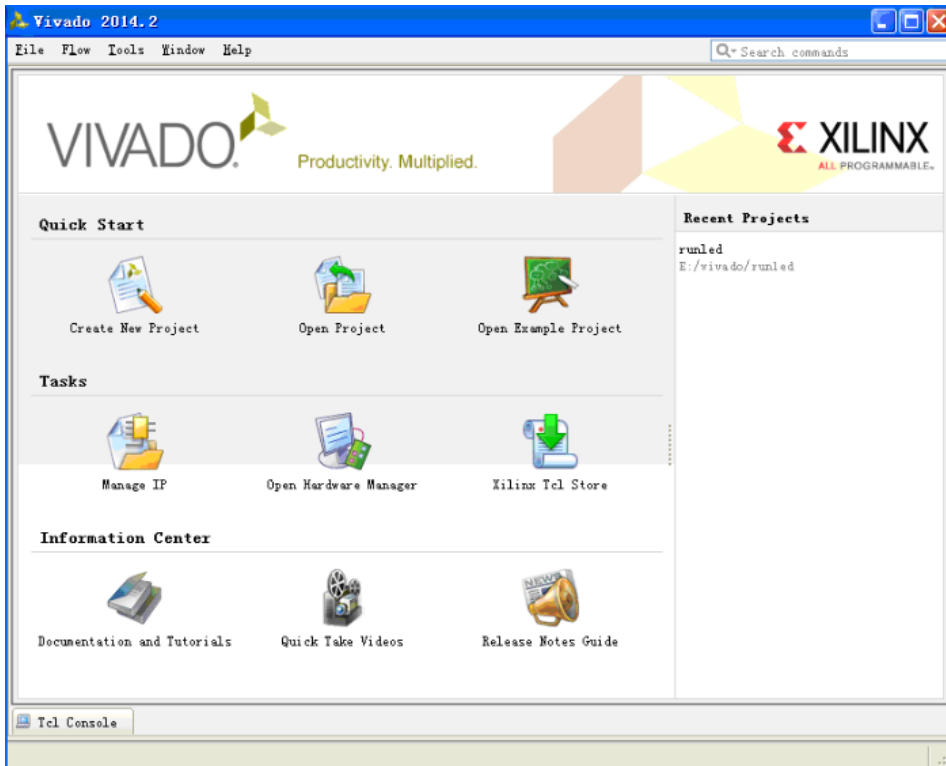 Vivado 2014.2
File Flow Tools Window Help
Search commands
VIVADO.
Productivity. Multiplied.
XILINX
ALL PROGRAMMABLE.
Quick Start
Create New Project
Open Project
Open Example Project
Tasks
Manage IP
Open Hardware Manager
Xilinx Tcl Store
Information Center
Documentation and Tutorials
Quick Take Videos
NEWS
Release Notes Guide
Recent Projects
runled
E:/vivado/runled
Tcl Console